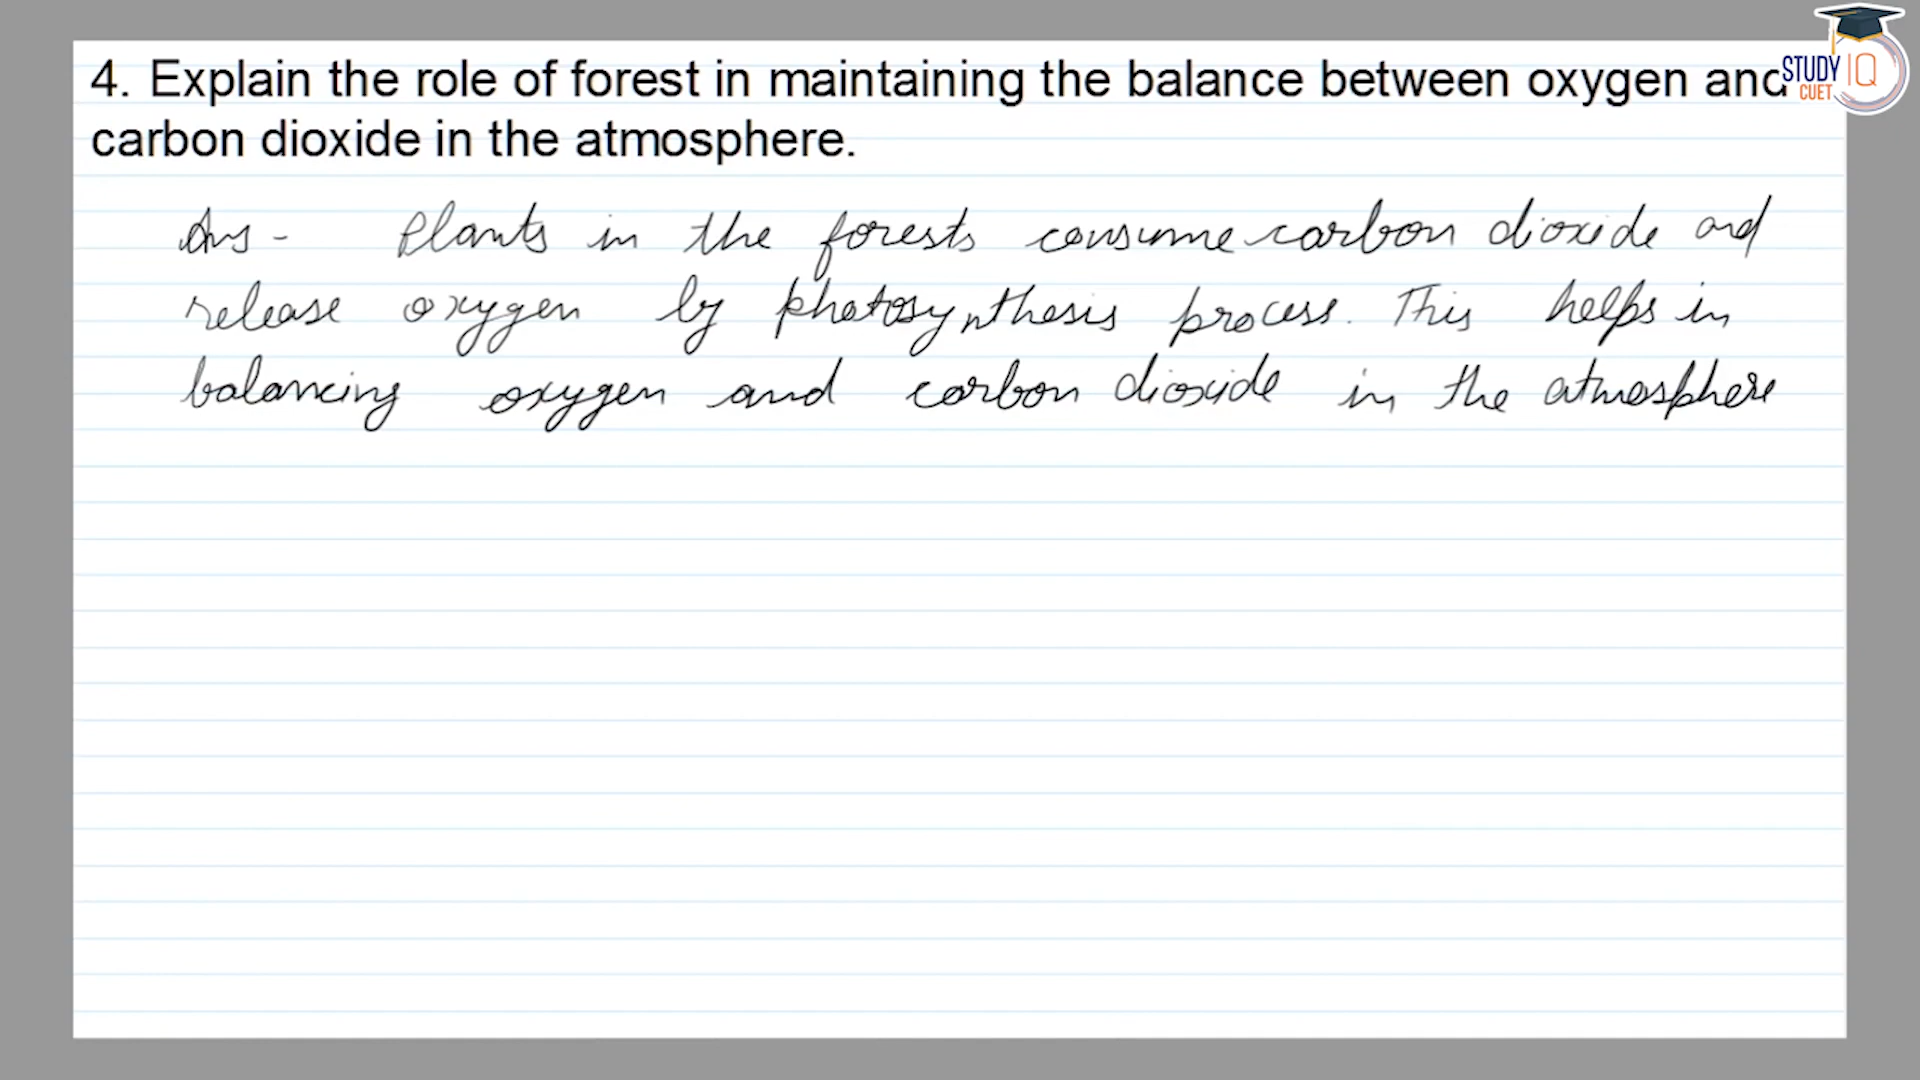 4. Explain the role of forest in maintaining the balance between oxygen and
carbon dioxide in the atmosphere.
STUDY IQ
CUET
Ans - Plants in the forests consume carbon dioxide and
release oxygen by photosynthesis process. This helps in
balancing oxygen and carbon dioxide in the atmosphere